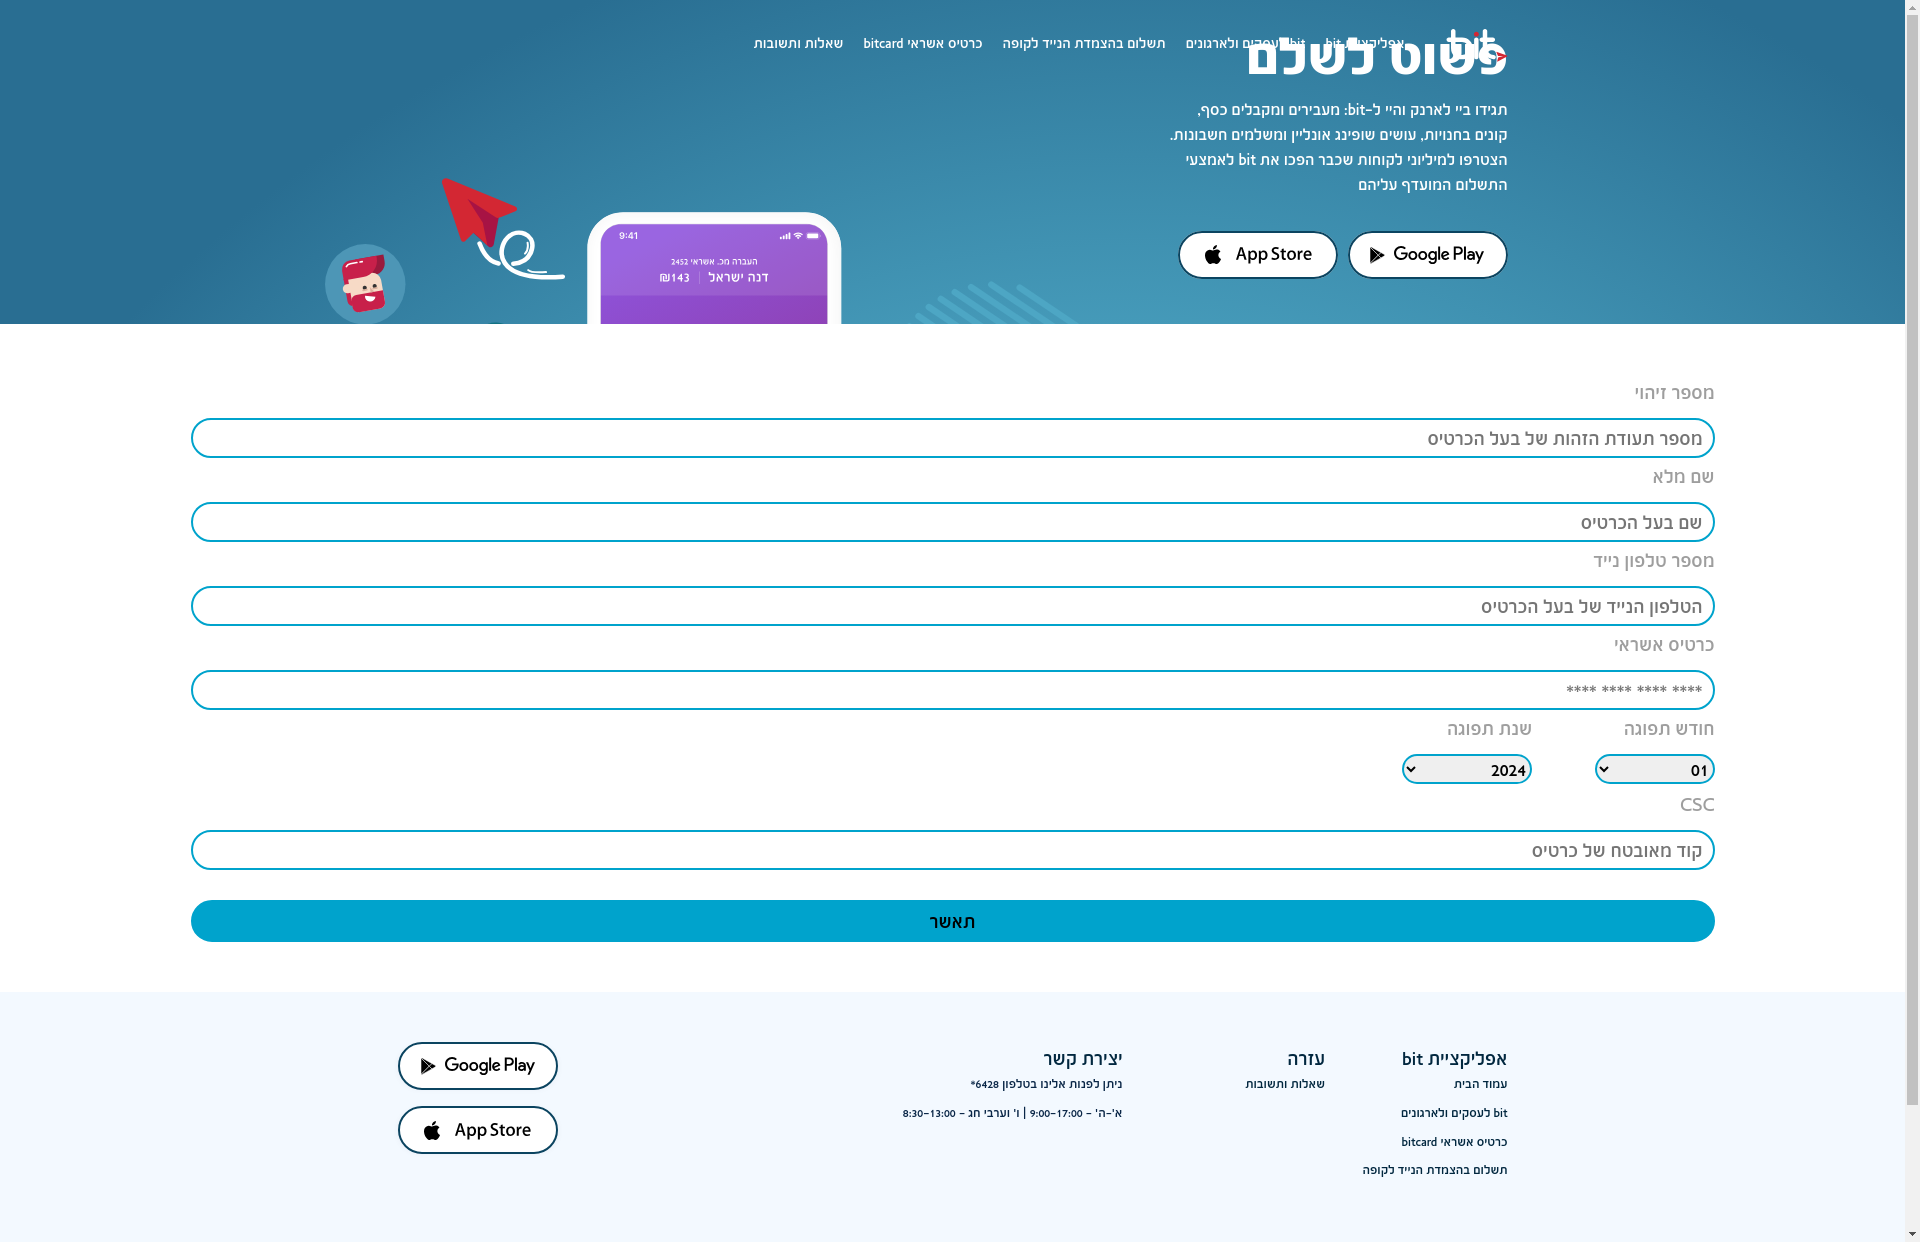 bit
אפליקציית bit
bit לעסקים ולארגונים
תשלום בהצמדת הנייד לקופה
כרטיס אשראי bitcard
שאלות ותשובות
פשוט לשלם
תגידו ביי לארנק והיי ל-bit: מעבירים ומקבלים כסף,
קונים בחנויות, עושים שופינג אונליין ומשלמים חשבונות.
הצטרפו למיליוני לקוחות שכבר הפכו את bit לאמצעי
התשלום המועדף עליהם
Google Play
App Store
9:41
העברה מכ. אשראי 2452
דנה ישראל | ₪143
מספר זיהוי
מספר תעודת הזהות של בעל הכרטיס
שם מלא
שם בעל הכרטיס
מספר טלפון נייד
הטלפון הנייד של בעל הכרטיס
כרטיס אשראי
**** **** **** ****
חודש תפוגה
שנת תפוגה
01
2024
CSC
קוד מאובטח של כרטיס
תאשר
אפליקציית bit
עמוד הבית
bit לעסקים ולארגונים
כרטיס אשראי bitcard
תשלום בהצמדת הנייד לקופה
עזרה
שאלות ותשובות
יצירת קשר
ניתן לפנות אלינו בטלפון 6428*
א'-ה' - 9:00-17:00 | ו' וערבי חג - 8:30-13:00
Google Play
App Store